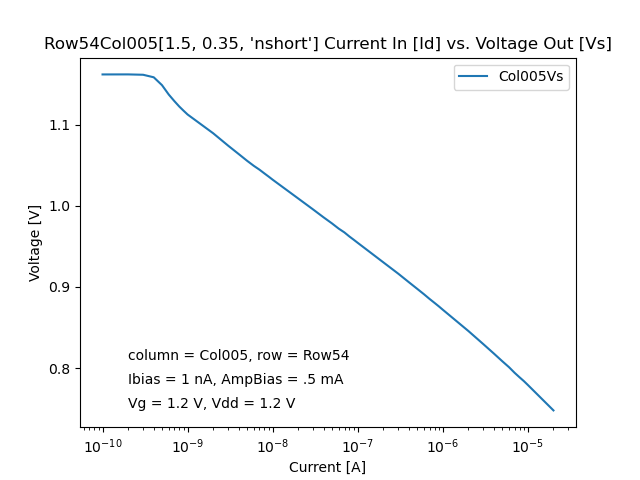 Row54Col005[1.5, 0.35, 'nshort'] Current In [Id] vs. Voltage Out [Vs]
Col005Vs
1.1
1.0
0.9
0.8
Voltage [V]
column = Col005, row = Row54
Ibias = 1 nA, AmpBias = .5 mA
Vg = 1.2 V, Vdd = 1.2 V
10⁻¹⁰ 10⁻⁹ 10⁻⁸ 10⁻⁷ 10⁻⁶ 10⁻⁵
Current [A]